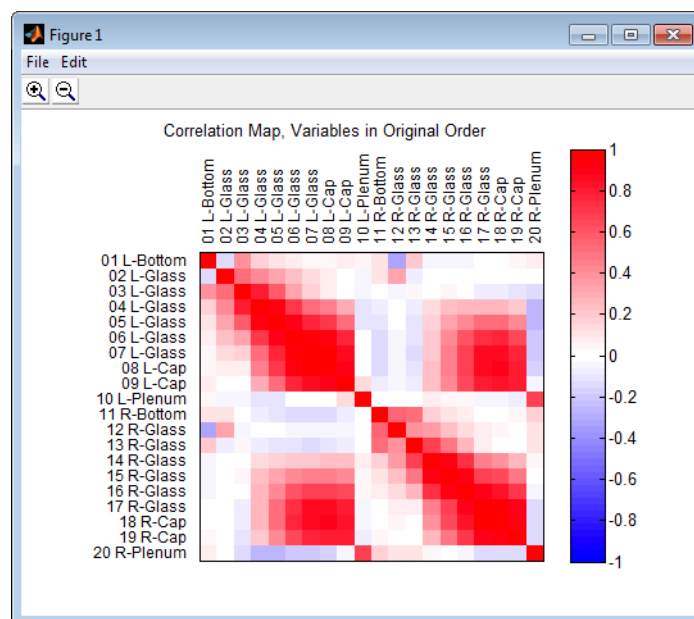 Figure 1
File Edit
Correlation Map, Variables in Original Order
01 L-Bottom
02 L-Glass
03 L-Glass
04 L-Glass
05 L-Glass
06 L-Glass
07 L-Glass
08 L-Cap
09 L-Cap
10 L-Plenum
11 R-Bottom
12 R-Glass
13 R-Glass
14 R-Glass
15 R-Glass
16 R-Glass
17 R-Glass
18 R-Cap
19 R-Cap
20 R-Plenum
01 L-Bottom
02 L-Glass
03 L-Glass
04 L-Glass
05 L-Glass
06 L-Glass
07 L-Glass
08 L-Cap
09 L-Cap
10 L-Plenum
11 R-Bottom
12 R-Glass
13 R-Glass
14 R-Glass
15 R-Glass
16 R-Glass
17 R-Glass
18 R-Cap
19 R-Cap
20 R-Plenum
1
0.8
0.6
0.4
0.2
0
-0.2
-0.4
-0.6
-0.8
-1